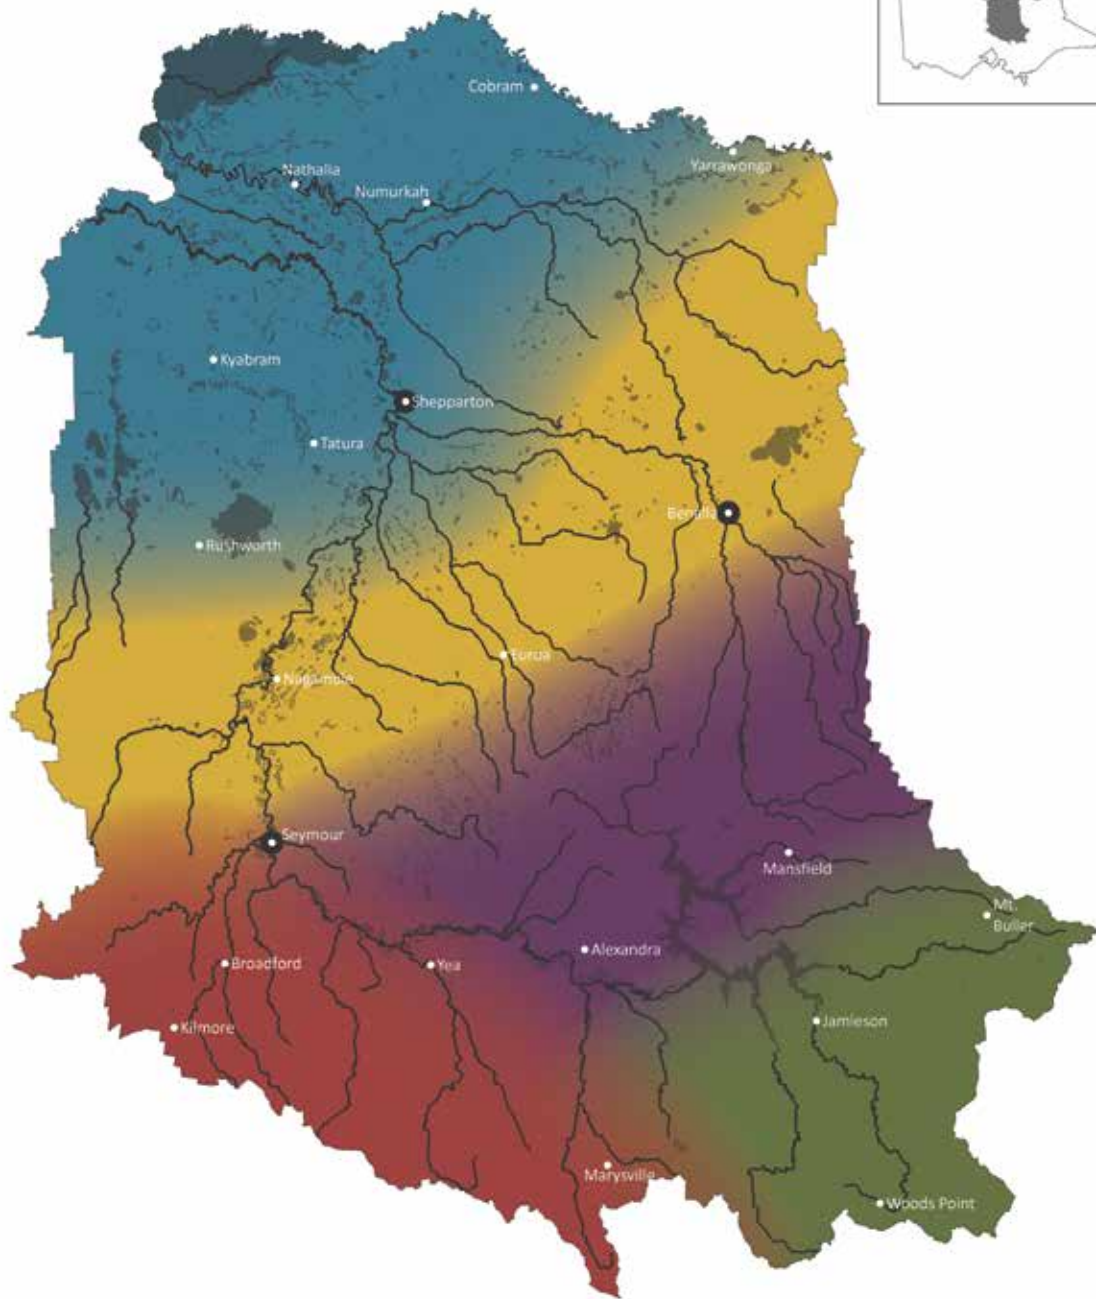 Cobram
Yarrawonga
Nathalia
Numurkah
Kyabram
Shepparton
Tatura
Benalla
Rushworth
Euroa
Nagambie
Seymour
Mansfield
Mt.
Buller
Alexandra
Broadford
Yea
Jamieson
Kilmore
Marysville
Woods Point